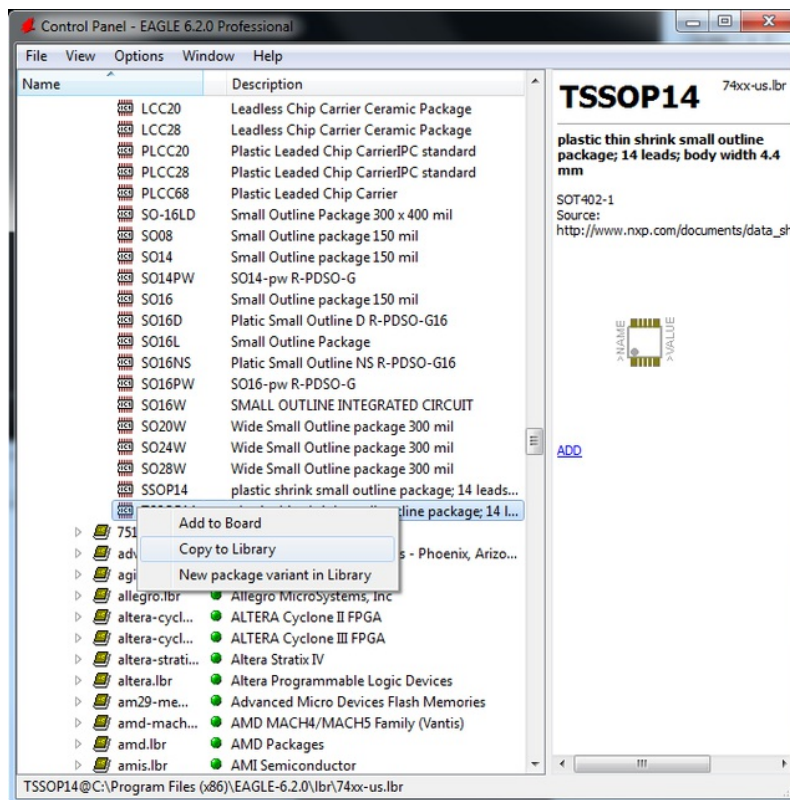 Control Panel - EAGLE 6.2.0 Professional
File View Options Window Help
Name Description
LCC20 Leadless Chip Carrier Ceramic Package
LCC28 Leadless Chip Carrier Ceramic Package
PLCC20 Plastic Leaded Chip CarrierIPC standard
PLCC28 Plastic Leaded Chip CarrierIPC standard
PLCC68 Plastic Leaded Chip Carrier
SO-16LD Small Outline Package 300 x 400 mil
SO08 Small Outline package 150 mil
SO14 Small Outline package 150 mil
SO14PW SO14-pw R-PDSO-G
SO16 Small Outline package 150 mil
SO16D Platic Small Outline D R-PDSO-G16
SO16L Small Outline Package
SO16NS Platic Small Outline NS R-PDSO-G16
SO16PW SO16-pw R-PDSO-G
SO16W SMALL OUTLINE INTEGRATED CIRCUIT
SO20W Wide Small Outline package 300 mil
SO24W Wide Small Outline package 300 mil
SO28W Wide Small Outline package 300 mil
SSOP14 plastic shrink small outline package; 14 leads...
package; 14 l...
Add to Board
Copy to Library
New package variant in Library
751
adv s - Phoenix, Arizo...
agi
allegro.lbr Allegro MicroSystems, Inc
altera-cycl... ALTERA Cyclone II FPGA
altera-cycl... ALTERA Cyclone III FPGA
altera-strati... Altera Stratix IV
altera.lbr Altera Programmable Logic Devices
am29-me... Advanced Micro Devices Flash Memories
amd-mach... AMD MACH4/MACH5 Family (Vantis)
amd.lbr AMD Packages
amis.lbr AMI Semiconductor
TSSOP14 74xx-us.lbr
plastic thin shrink small outline
package; 14 leads; body width 4.4
mm
SOT402-1
Source:
http://www.nxp.com/documents/data_sh
>NAME
>VALUE
ADD
TSSOP14@C:\Program Files (x86)\EAGLE-6.2.0\lbr\74xx-us.lbr